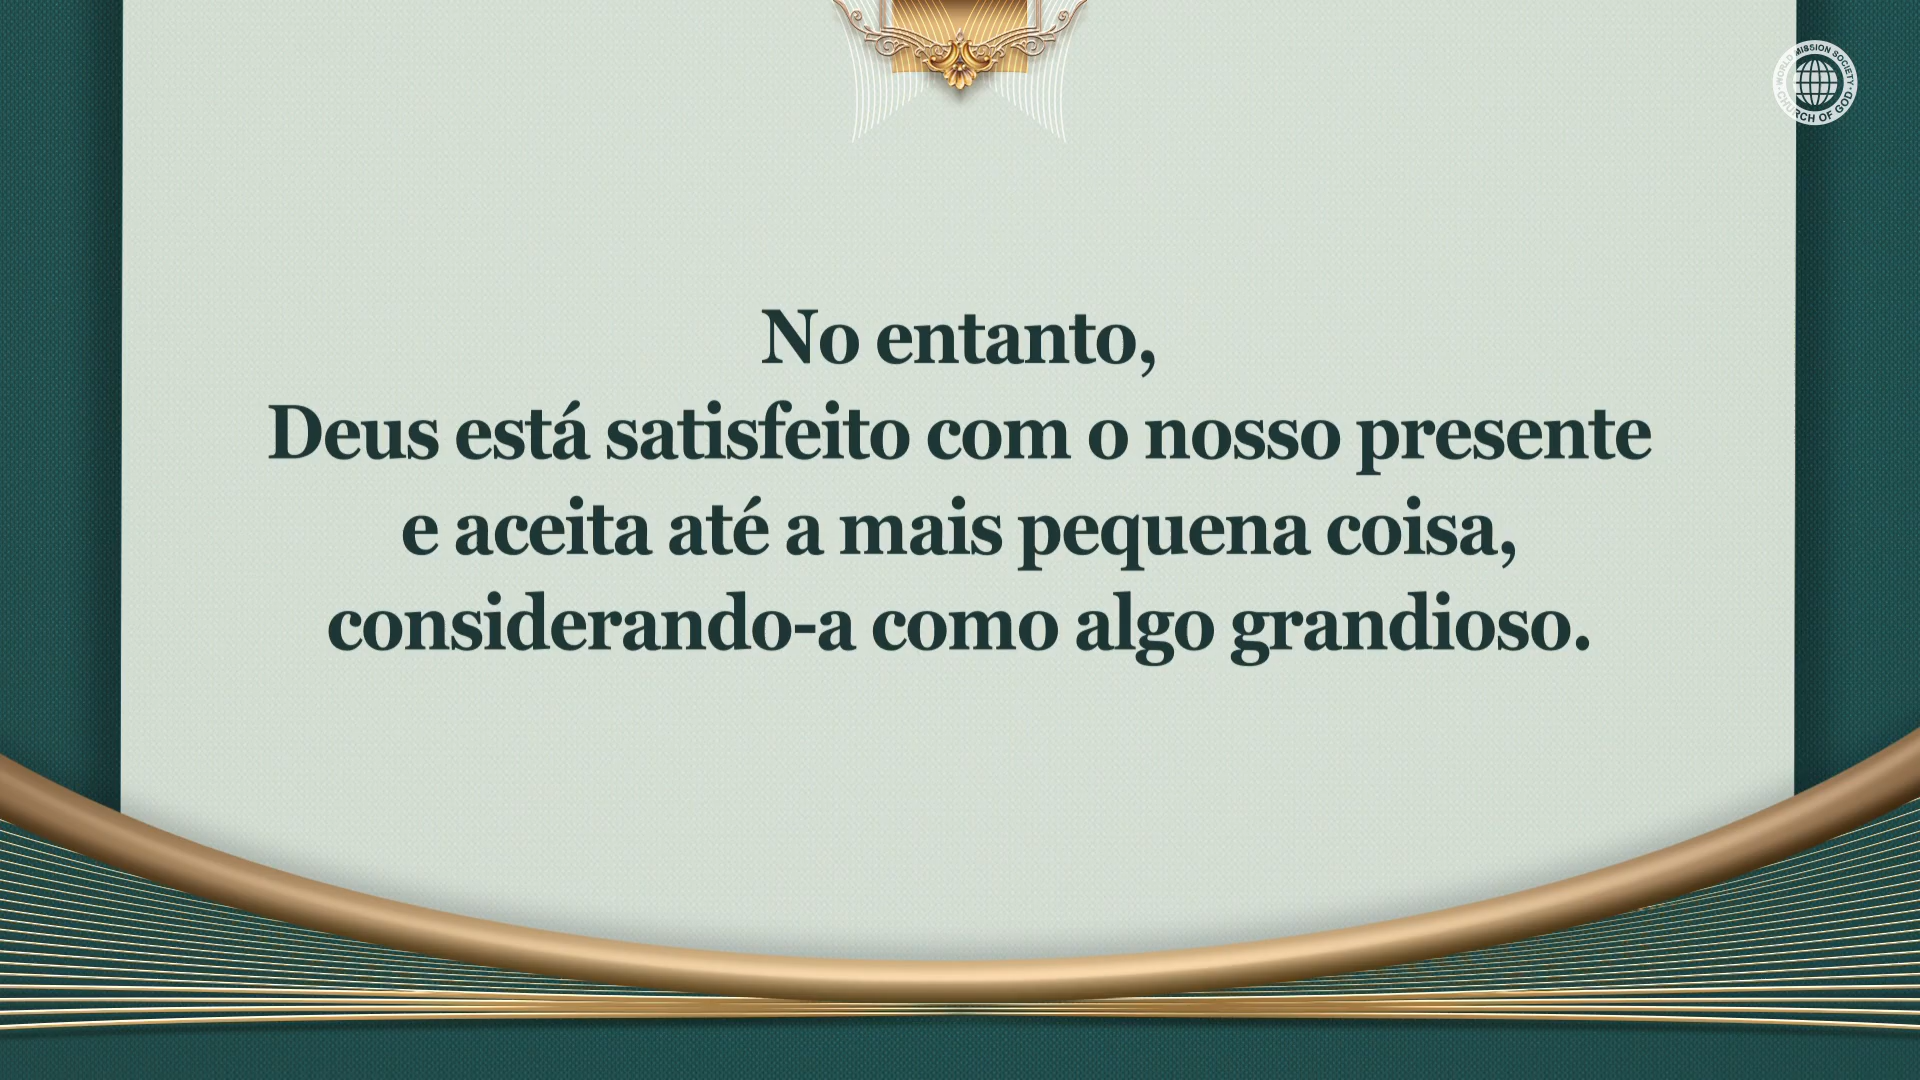 WORLD MISSION SOCIETY
CHURCH OF GOD
No entanto,
Deus está satisfeito com o nosso presente
e aceita até a mais pequena coisa,
considerando-a como algo grandioso.